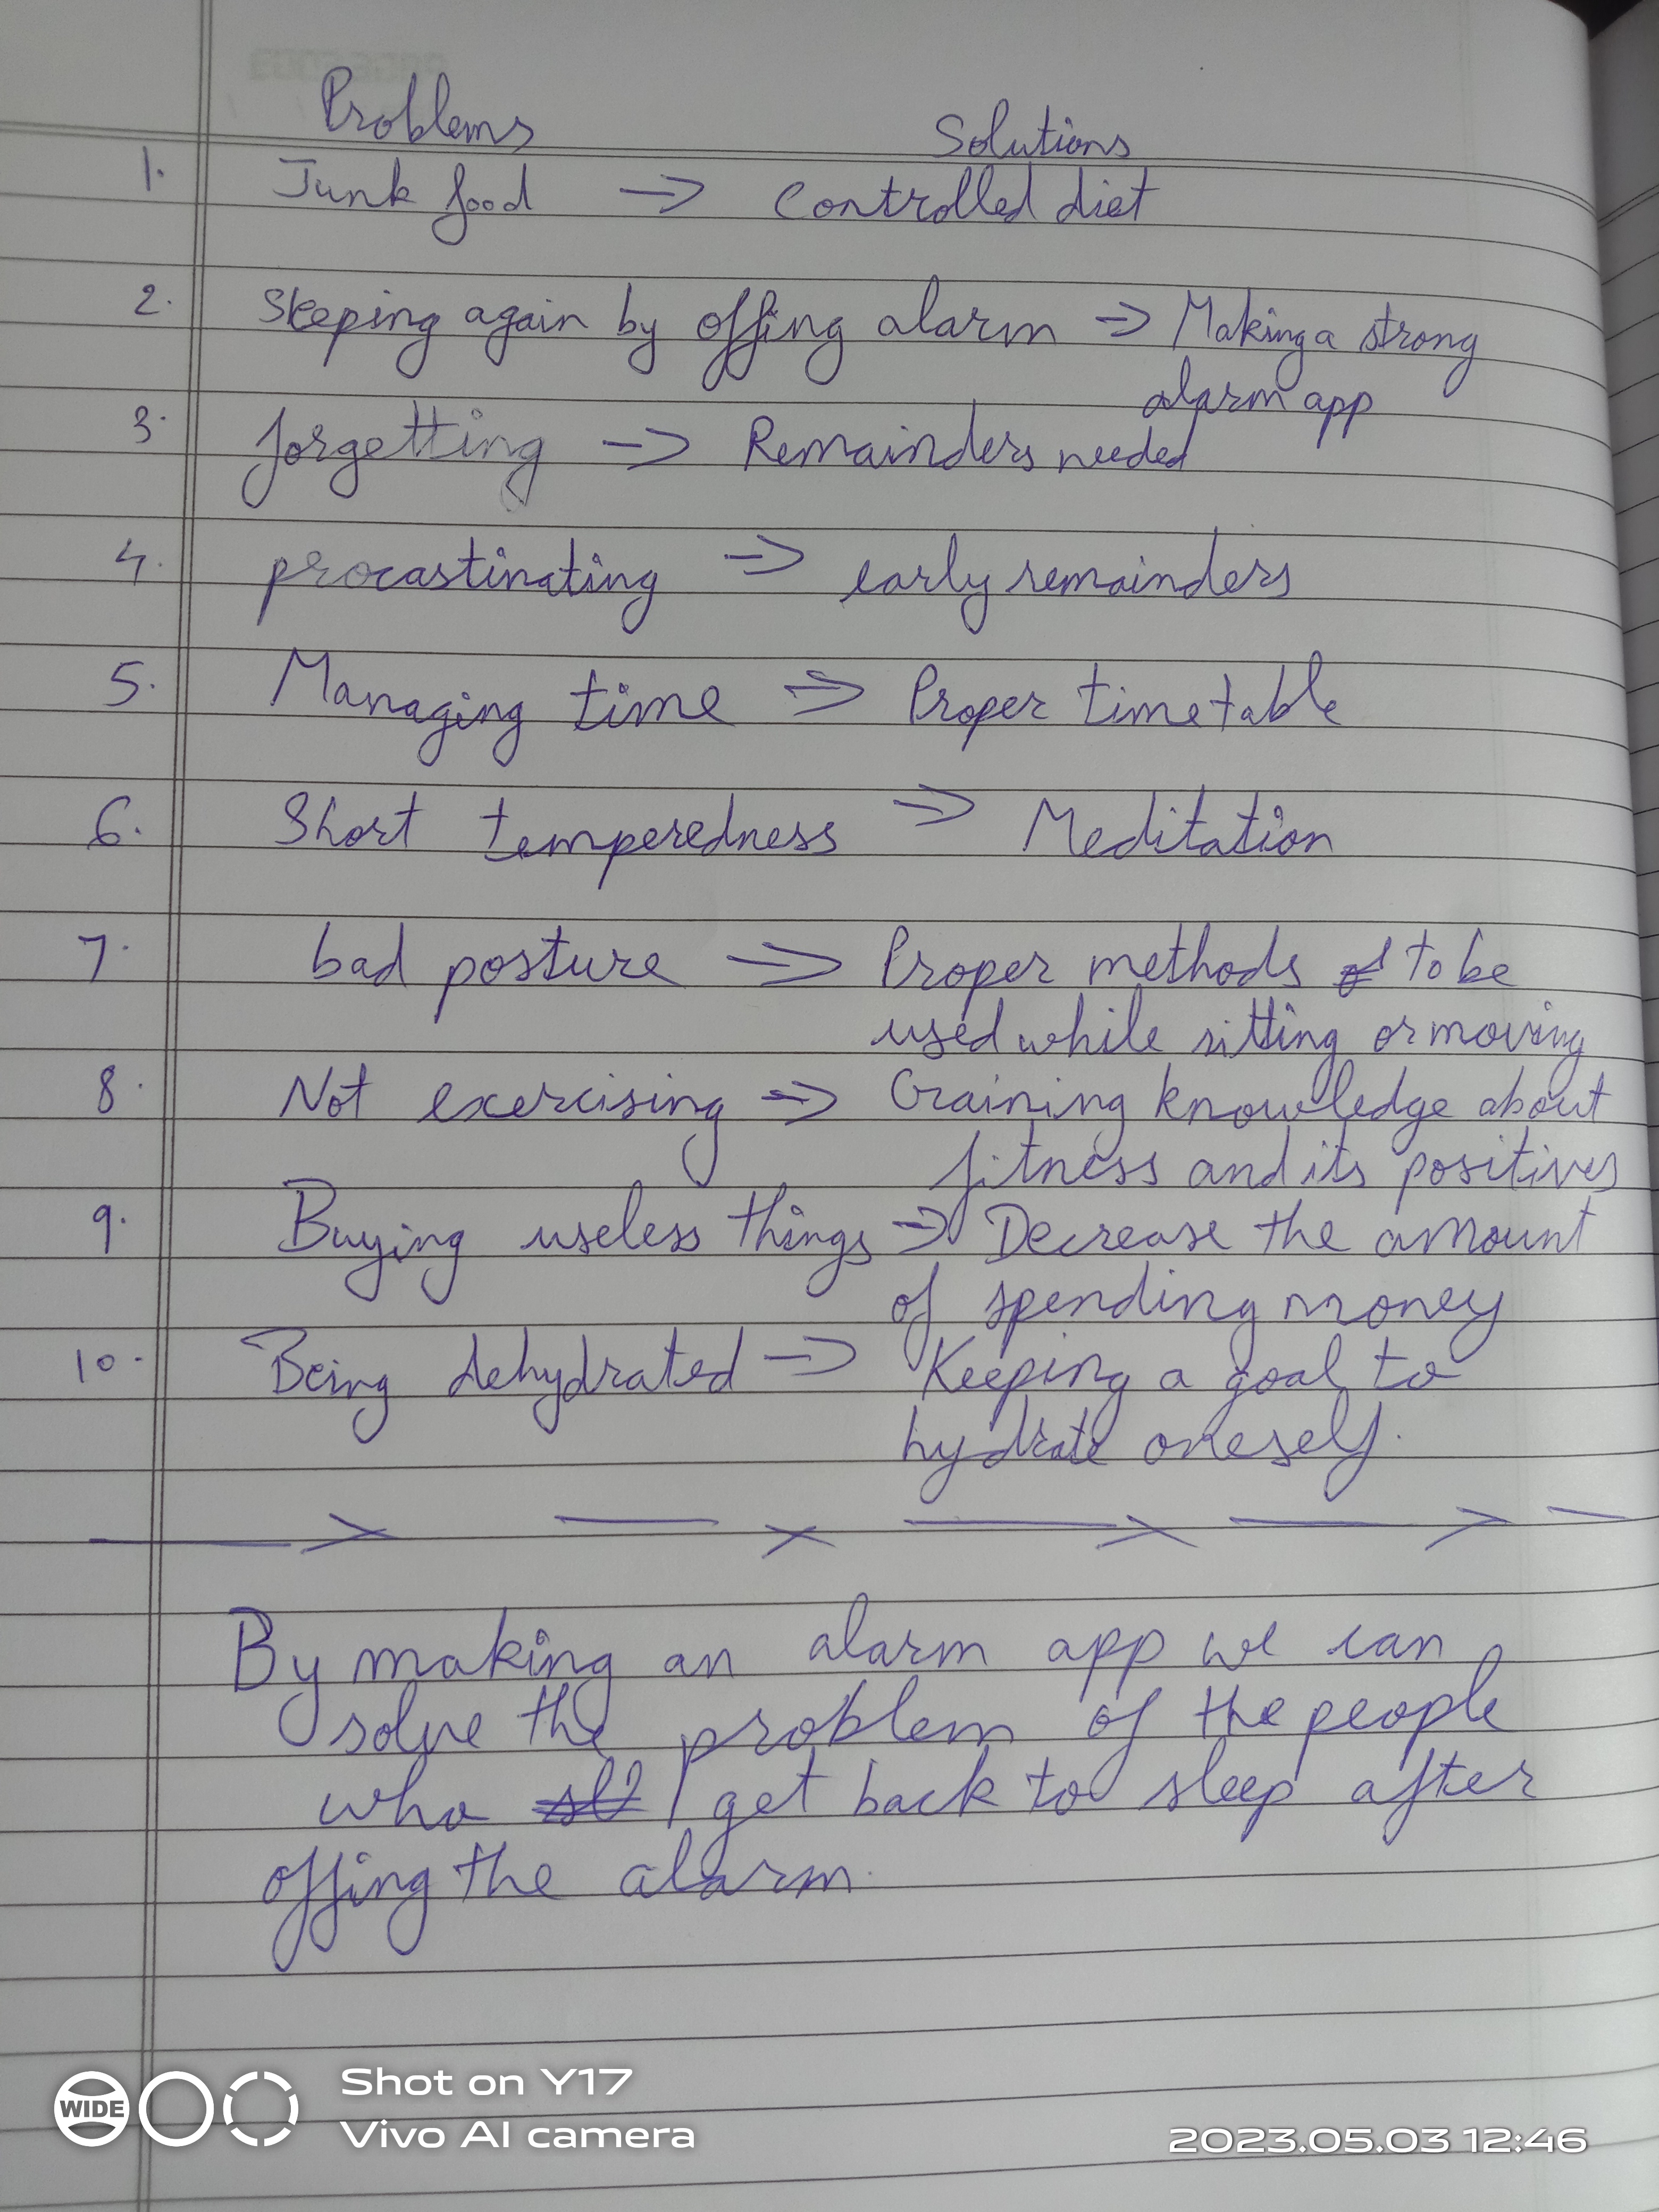 Problems Solutions
1. Junk food => Controlled diet
2. Sleeping again by offing alarm => Making a strong
alarm app
3. forgetting => Remainders needed
4. procastinating => early remainders
5. Managing time => Proper timetable
6. Short temperedness => Meditation
7. bad posture => Proper methods to be
used while sitting or moving
8. Not exercising => Graining knowledge about
fitness and its positives
9. Buying useless things => Decrease the amount
of spending money
10. Being dehydrated => Keeping a goal to
hydrate oneself.
By making an alarm app we can
solve the problem of the people
who get back to sleep after
offing the alarm.
WIDE
Shot on Y17
Vivo AI camera
2023.05.03 12:46